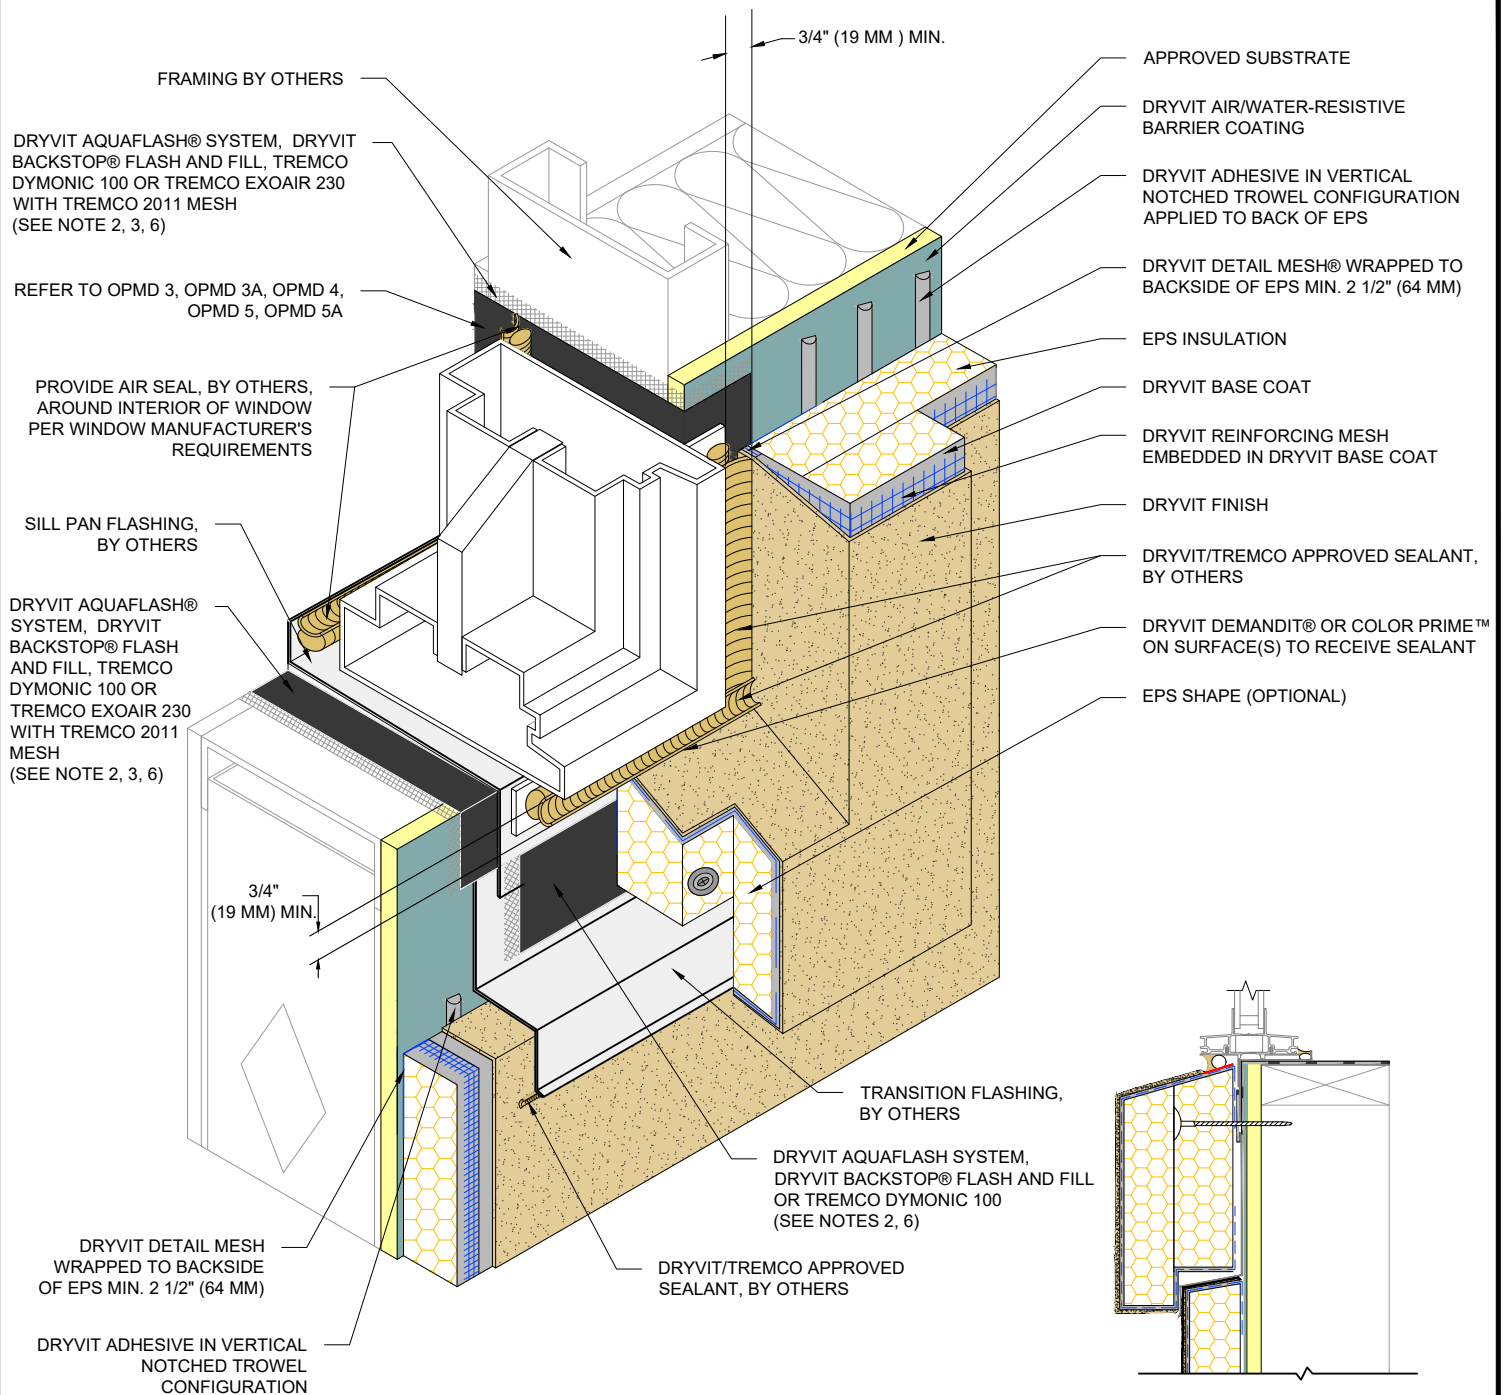 3/4" (19 MM ) MIN.
FRAMING BY OTHERS
DRYVIT AQUAFLASH® SYSTEM, DRYVIT
BACKSTOP® FLASH AND FILL, TREMCO
DYMONIC 100 OR TREMCO EXOAIR 230
WITH TREMCO 2011 MESH
(SEE NOTE 2, 3, 6)
REFER TO OPMD 3, OPMD 3A, OPMD 4,
OPMD 5, OPMD 5A
PROVIDE AIR SEAL, BY OTHERS,
AROUND INTERIOR OF WINDOW
PER WINDOW MANUFACTURER'S
REQUIREMENTS
SILL PAN FLASHING,
BY OTHERS
DRYVIT AQUAFLASH®
SYSTEM, DRYVIT
BACKSTOP® FLASH
AND FILL, TREMCO
DYMONIC 100 OR
TREMCO EXOAIR 230
WITH TREMCO 2011
MESH
(SEE NOTE 2, 3, 6)
3/4"
(19 MM) MIN.
DRYVIT DETAIL MESH
WRAPPED TO BACKSIDE
OF EPS MIN. 2 1/2" (64 MM)
DRYVIT ADHESIVE IN VERTICAL
NOTCHED TROWEL
CONFIGURATION
APPROVED SUBSTRATE
DRYVIT AIR/WATER-RESISTIVE
BARRIER COATING
DRYVIT ADHESIVE IN VERTICAL
NOTCHED TROWEL CONFIGURATION
APPLIED TO BACK OF EPS
DRYVIT DETAIL MESH® WRAPPED TO
BACKSIDE OF EPS MIN. 2 1/2" (64 MM)
EPS INSULATION
DRYVIT BASE COAT
DRYVIT REINFORCING MESH
EMBEDDED IN DRYVIT BASE COAT
DRYVIT FINISH
DRYVIT/TREMCO APPROVED SEALANT,
BY OTHERS
DRYVIT DEMANDIT® OR COLOR PRIME™
ON SURFACE(S) TO RECEIVE SEALANT
EPS SHAPE (OPTIONAL)
TRANSITION FLASHING,
BY OTHERS
DRYVIT AQUAFLASH SYSTEM,
DRYVIT BACKSTOP® FLASH AND FILL
OR TREMCO DYMONIC 100
(SEE NOTES 2, 6)
DRYVIT/TREMCO APPROVED
SEALANT, BY OTHERS